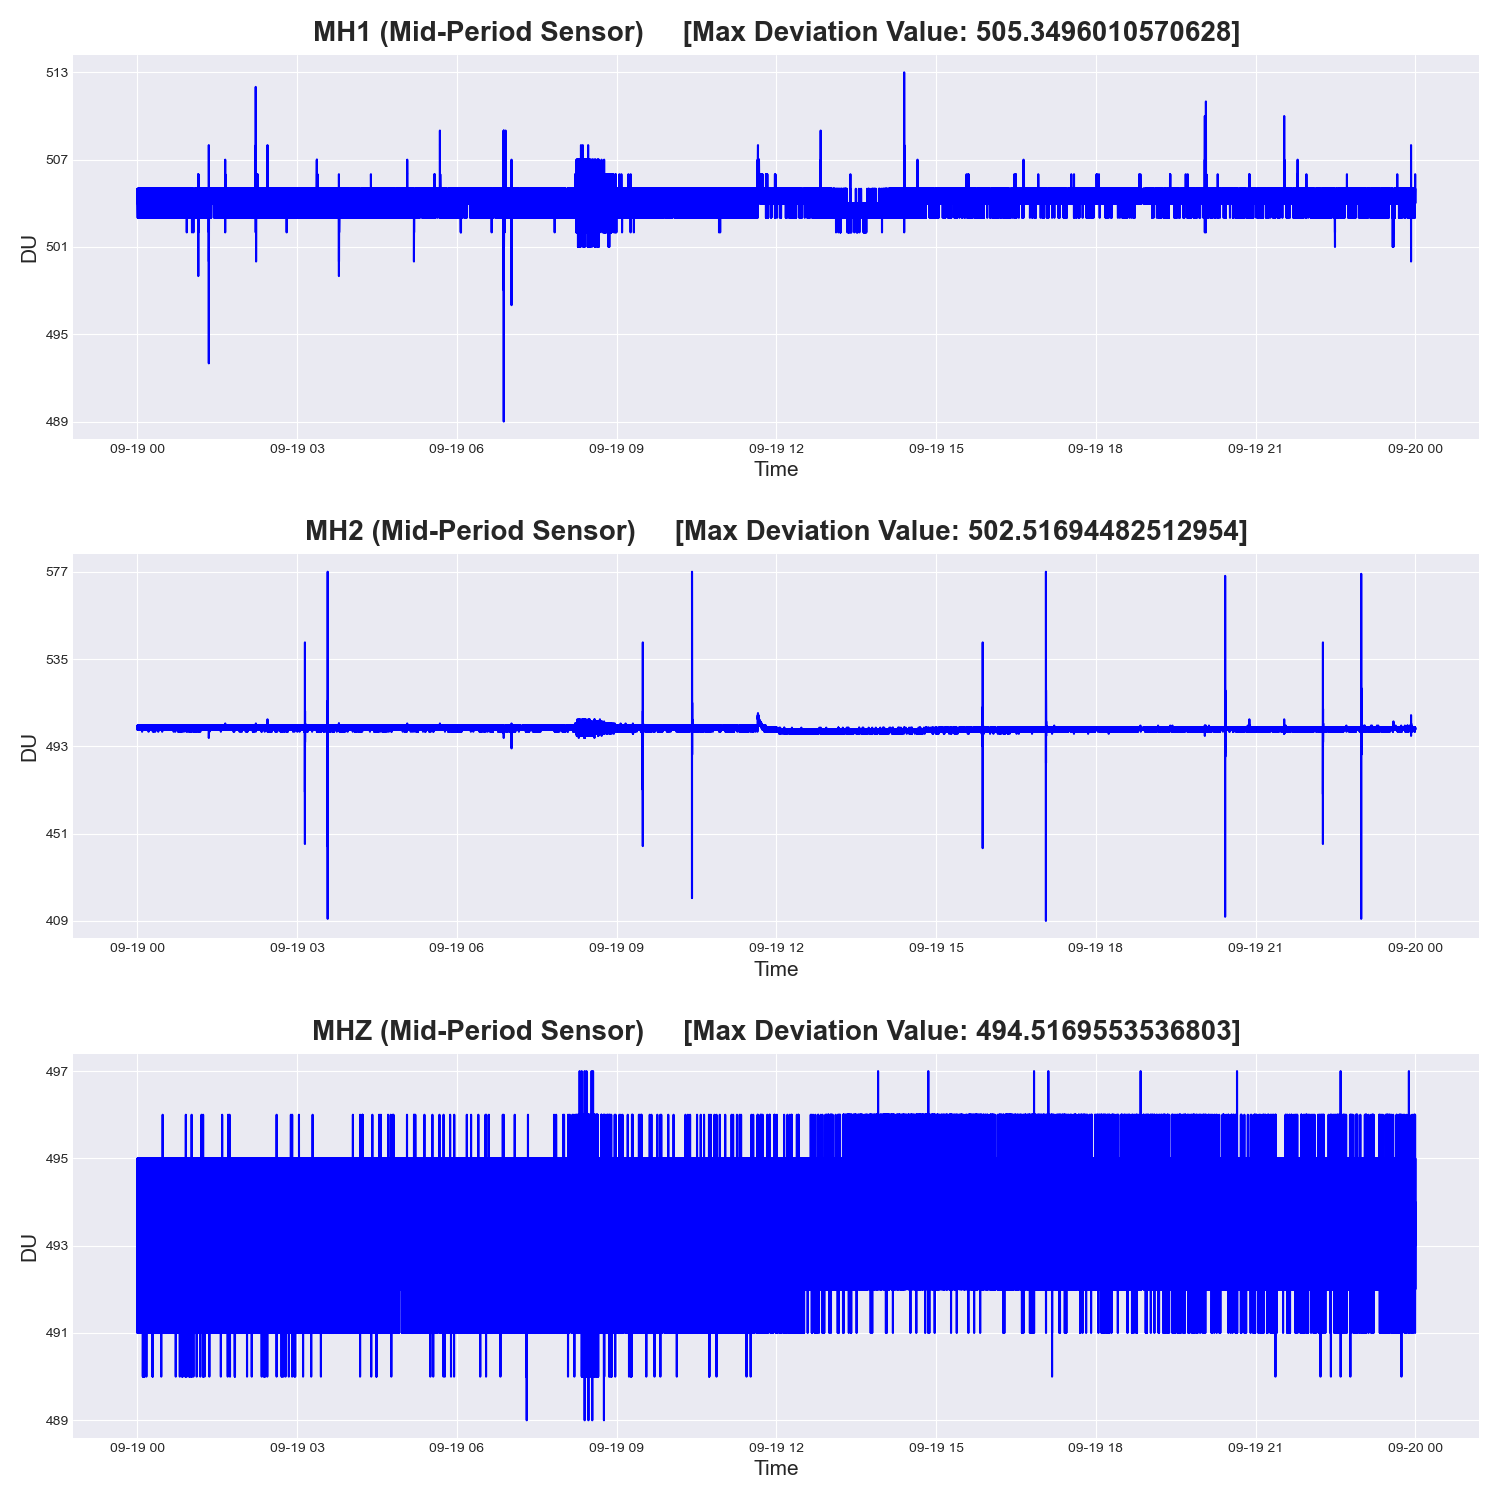 MH1 (Mid-Period Sensor) [Max Deviation Value: 505.3496010570628]
513
507
501
495
489
DU
09-19 00 09-19 03 09-19 06 09-19 09 09-19 12 09-19 15 09-19 18 09-19 21 09-20 00
Time
MH2 (Mid-Period Sensor) [Max Deviation Value: 502.51694482512954]
577
535
493
451
409
DU
09-19 00 09-19 03 09-19 06 09-19 09 09-19 12 09-19 15 09-19 18 09-19 21 09-20 00
Time
MHZ (Mid-Period Sensor) [Max Deviation Value: 494.5169553536803]
497
495
493
491
489
DU
09-19 00 09-19 03 09-19 06 09-19 09 09-19 12 09-19 15 09-19 18 09-19 21 09-20 00
Time